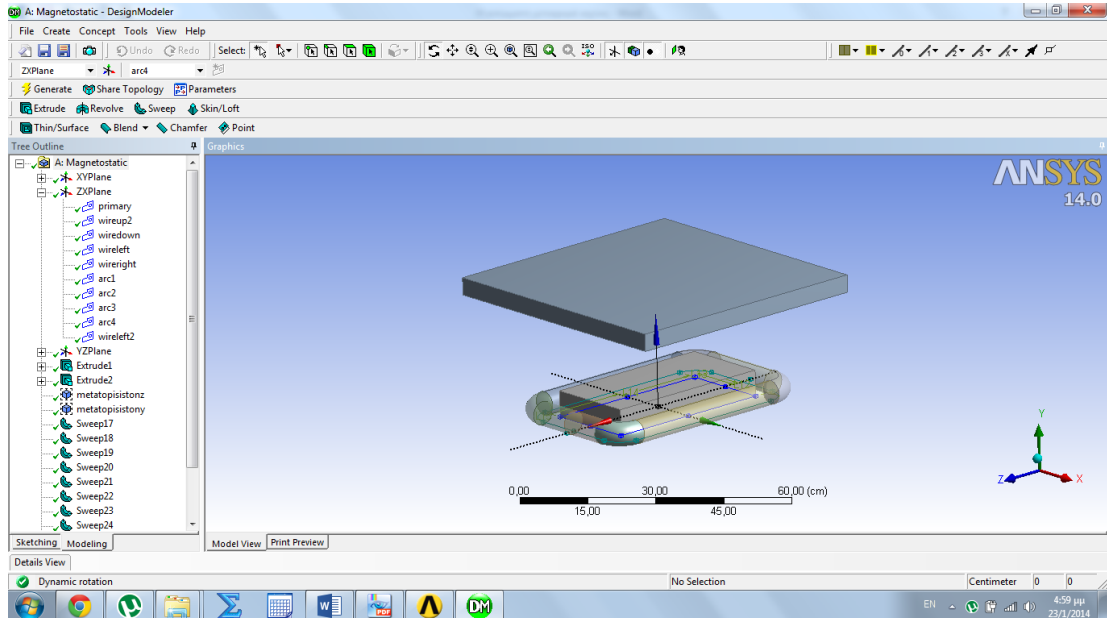 A: Magnetostatic - DesignModeler
File Create Concept Tools View Help
Undo Redo Select: ISO
ZXPlane arc4
Generate Share Topology Parameters
Extrude Revolve Sweep Skin/Loft
Thin/Surface Blend Chamfer Point
Tree Outline
Graphics
A: Magnetostatic
XYPlane
ZXPlane
primary
wireup2
wiredown
wireleft
wireright
arc1
arc2
arc3
arc4
wireleft2
YZPlane
Extrude1
Extrude2
metatopisistonz
metatopisistony
Sweep17
Sweep18
Sweep19
Sweep20
Sweep21
Sweep22
Sweep23
Sweep24
ANSYS
14.0
Y
Z X
0,00 30,00 60,00 (cm)
15,00 45,00
Sketching Modeling
Model View Print Preview
Details View
Dynamic rotation No Selection Centimeter 0 0
W PDF DM EN 4:59 μμ
23/1/2014